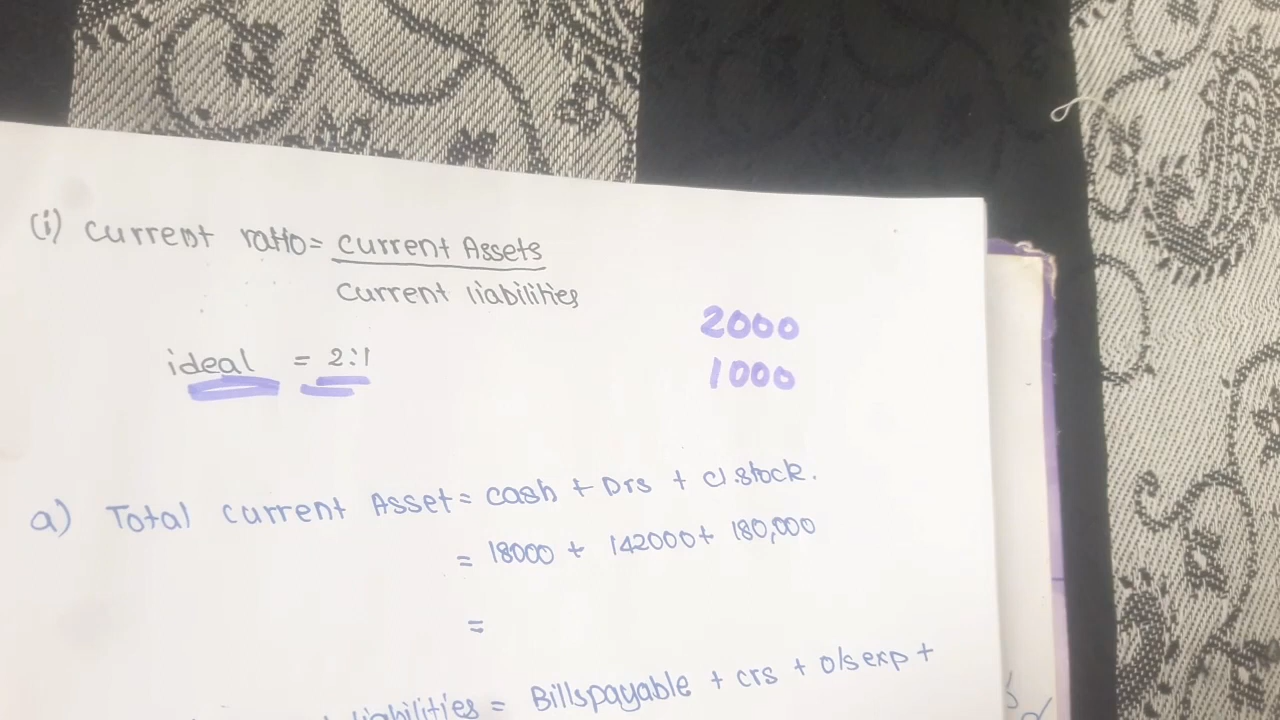 (i) current ratio = current Assets
current liabilities
2000
ideal = 2:1
1000
a) Total current Asset = cash + Drs + cl.stock.
= 18000 + 142000 + 180,000
=
liabilities = Billspayable + crs + o/s exp +